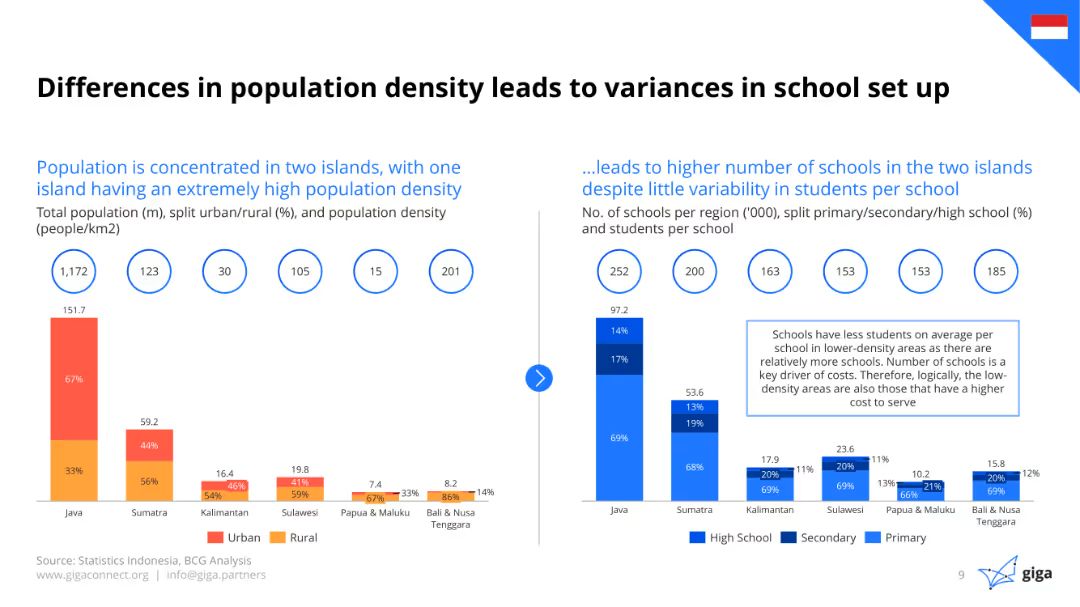 Differences in population density leads to variances in school set up
Population is concentrated in two islands, with one
island having an extremely high population density
Total population (m), split urban/rural (%), and population density
(people/km2)
1,172
123
30
105
15
201
151.7
67%
33%
Java
59.2
44%
56%
Sumatra
16.4
46%
54%
Kalimantan
19.8
41%
59%
Sulawesi
7.4
33%
67%
Papua & Maluku
8.2
14%
86%
Bali & Nusa
Tenggara
Urban
Rural
...leads to higher number of schools in the two islands
despite little variability in students per school
No. of schools per region ('000), split primary/secondary/high school (%)
and students per school
252
200
163
153
153
185
97.2
14%
17%
69%
Java
53.6
13%
19%
68%
Sumatra
17.9
11%
20%
69%
Kalimantan
23.6
11%
20%
69%
Sulawesi
10.2
13%
21%
66%
Papua & Maluku
15.8
12%
20%
69%
Bali & Nusa
Tenggara
Schools have less students on average per
school in lower-density areas as there are
relatively more schools. Number of schools is a
key driver of costs. Therefore, logically, the low-
density areas are also those that have a higher
cost to serve
High School
Secondary
Primary
Source: Statistics Indonesia, BCG Analysis
www.gigaconnect.org | info@giga.partners
9
giga